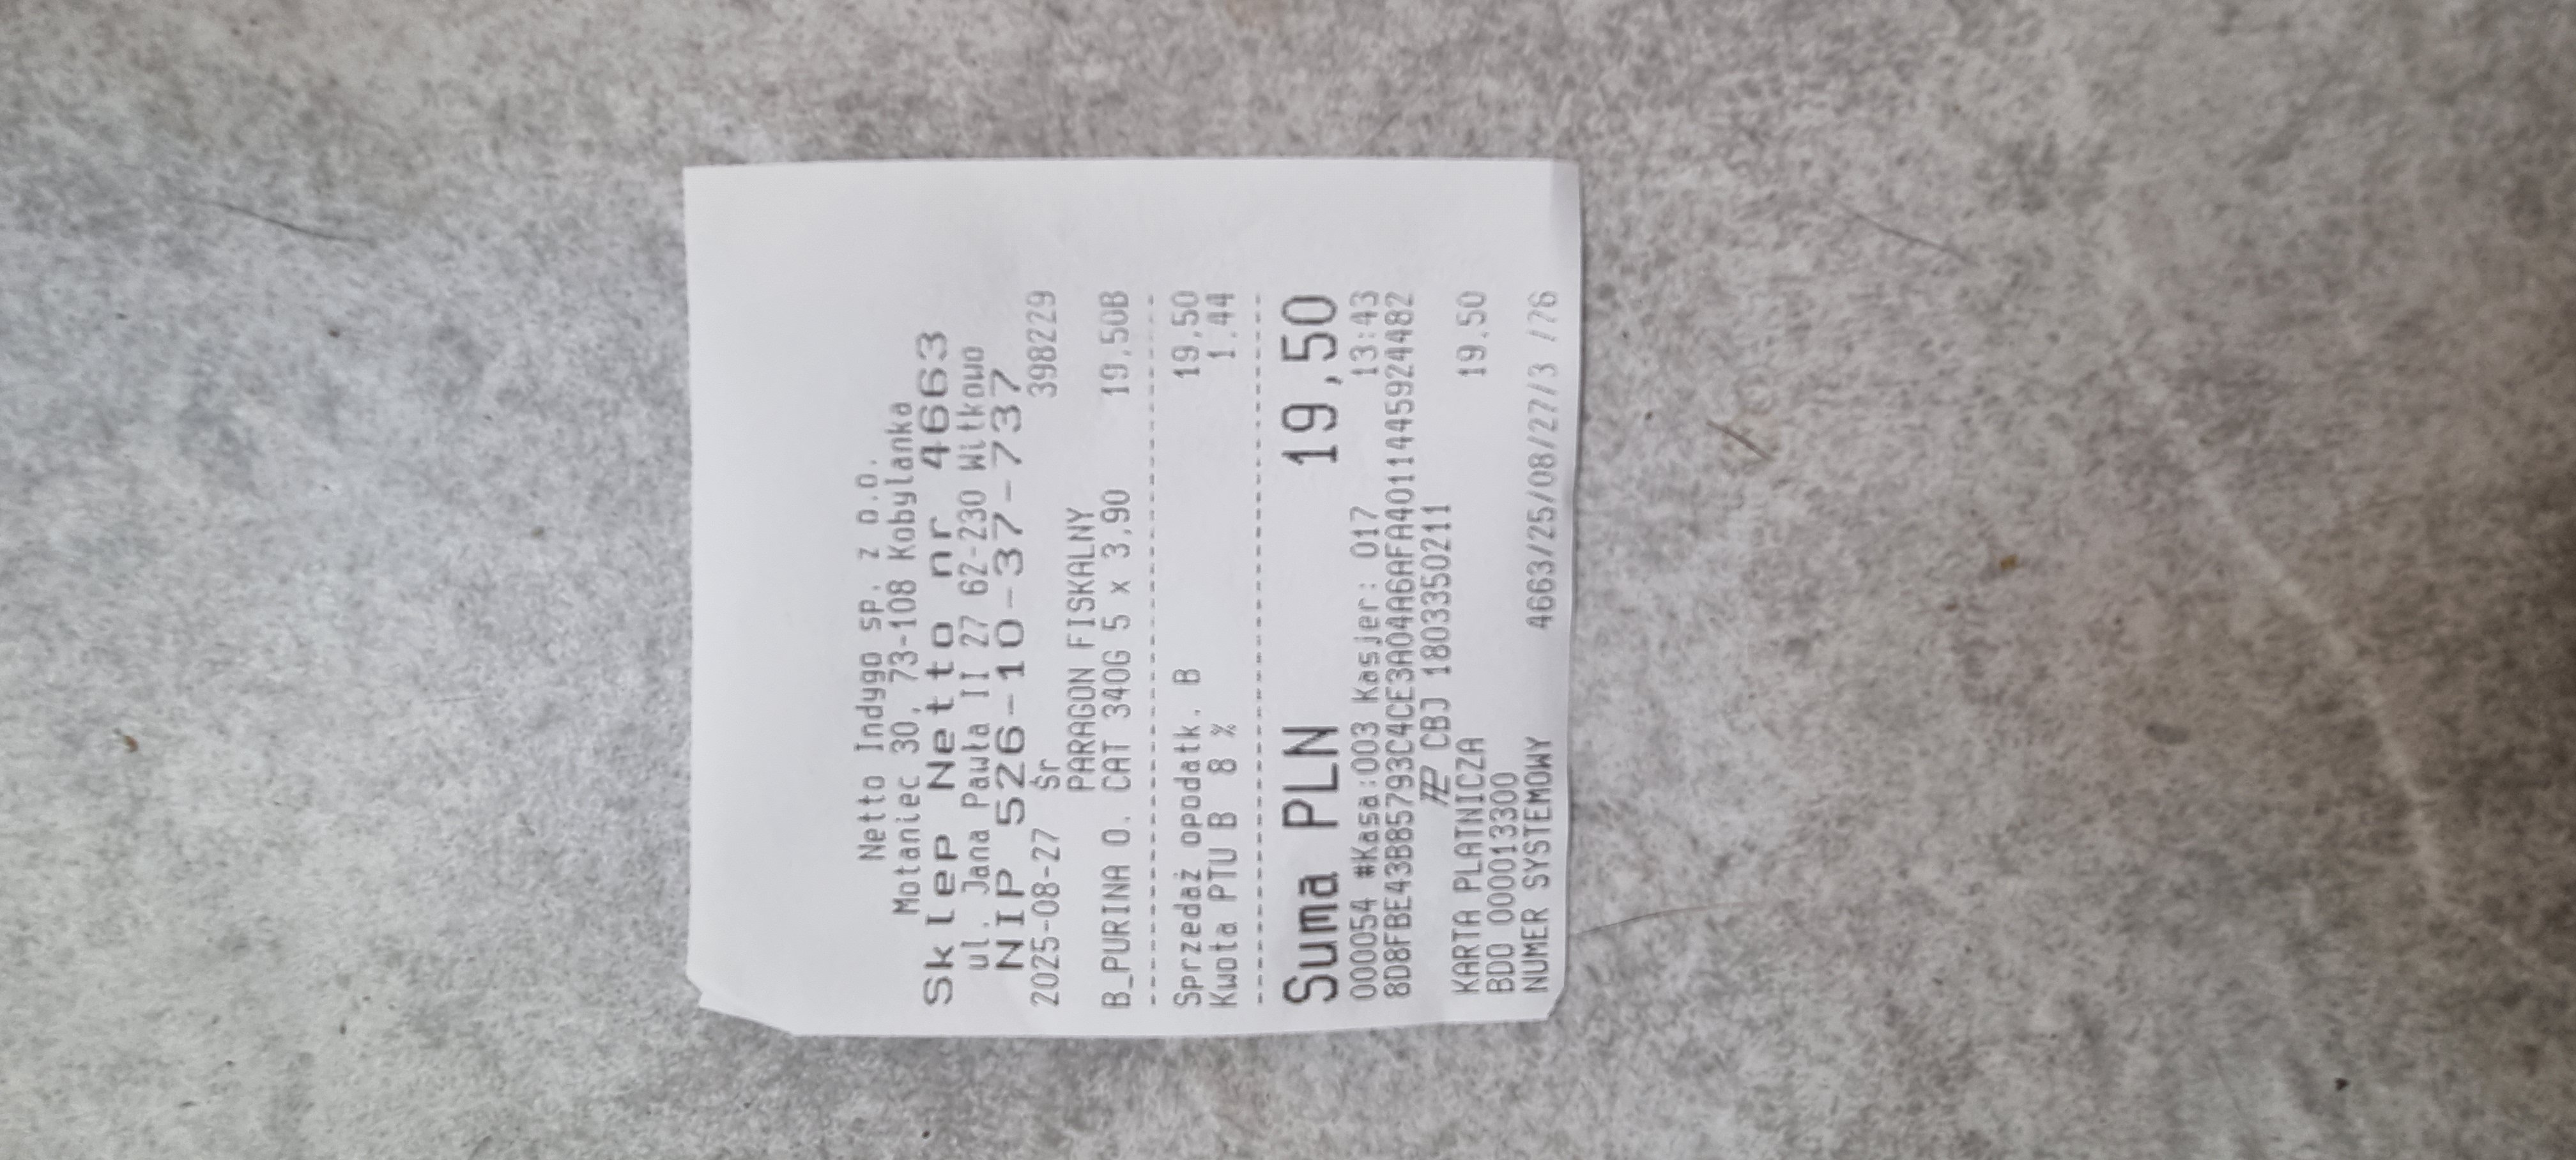 Netto Indygo sp. z o.o.
Motaniec 30, 73-108 Kobylanka
Sklep Netto nr 4663
ul. Jana Pawła II 27 62-230 Witkowo
NIP 526-10-37-737
2025-08-27 Śr 3982229
PARAGON FISKALNY
B_PURINA O. CAT 340G 5 x 3,90 19,50B
Sprzedaż opodatk. B 19,50
Kwota PTU B 8 % 1.44
Suma PLN 19,50
000054 #Kasa:003 Kasjer: 017 13:43
8D8FBE43BB85793C4CE3A04A6AFA4011445924482
CBJ 1803350211
KARTA PŁATNICZA 19.50
BDO 000013300
NUMER SYSTEMOWY 4663/25/08/27/3 /76